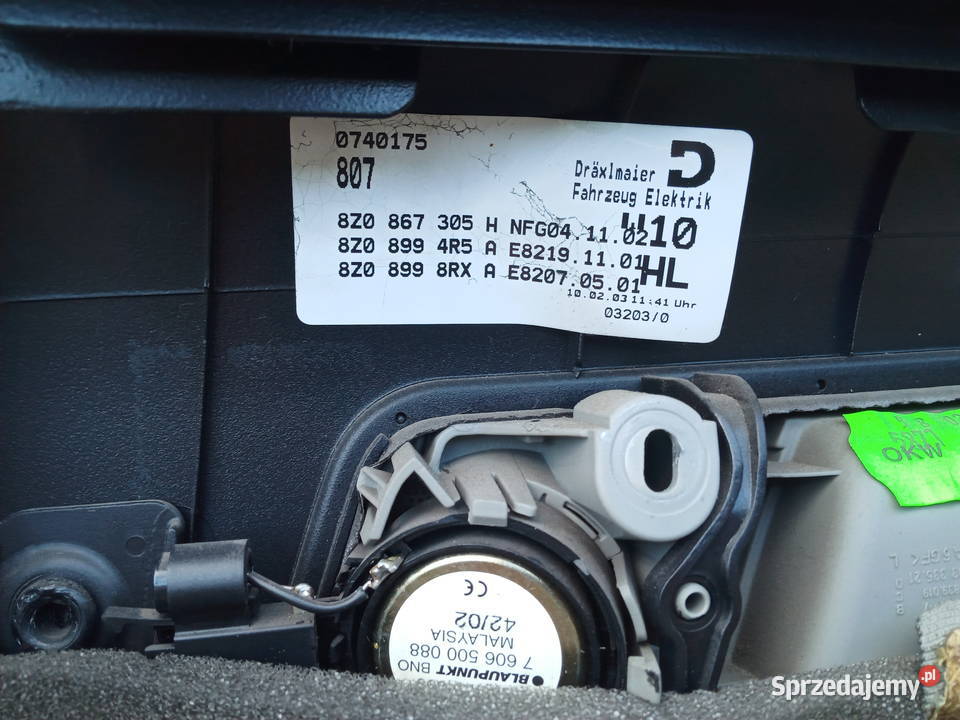 0740175
807
D
Dräxlmaier
Fahrzeug Elektrik
8Z0 867 305 H NFG04.11.02
8Z0 899 4R5 A E8219.11.01
8Z0 899 8RX A E8207.05.01
"10
HL
10.02.03 11:41 Uhr
03203/0
OKW
CE
42/02
MALAYSIA
7 606 500 088
BLAUPUNKT BNO
Sprzedajemy.pl